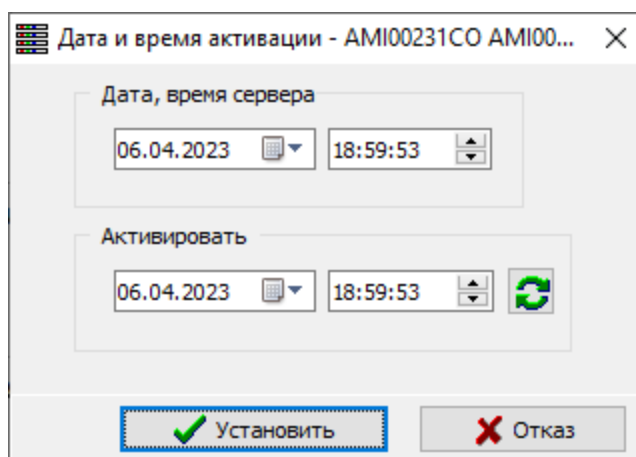 Дата и время активации - AMI00231CO AMI00...
Дата, время сервера
06.04.2023 18:59:53
Активировать
06.04.2023 18:59:53
Установить Отказ